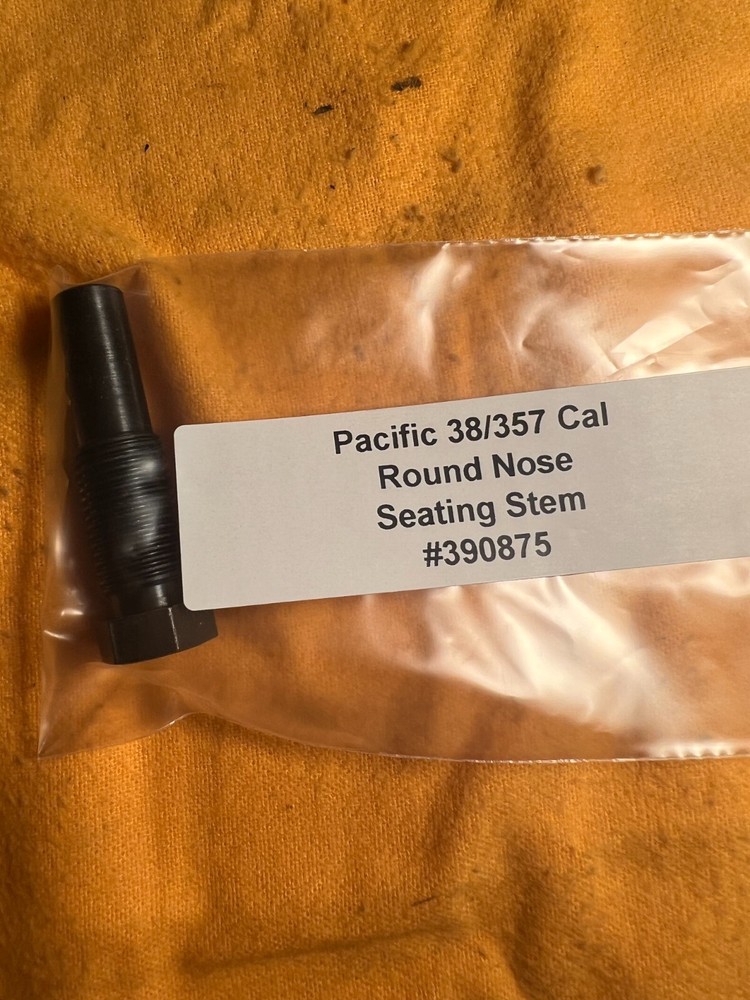 Pacific 38/357 Cal
Round Nose
Seating Stem
#390875